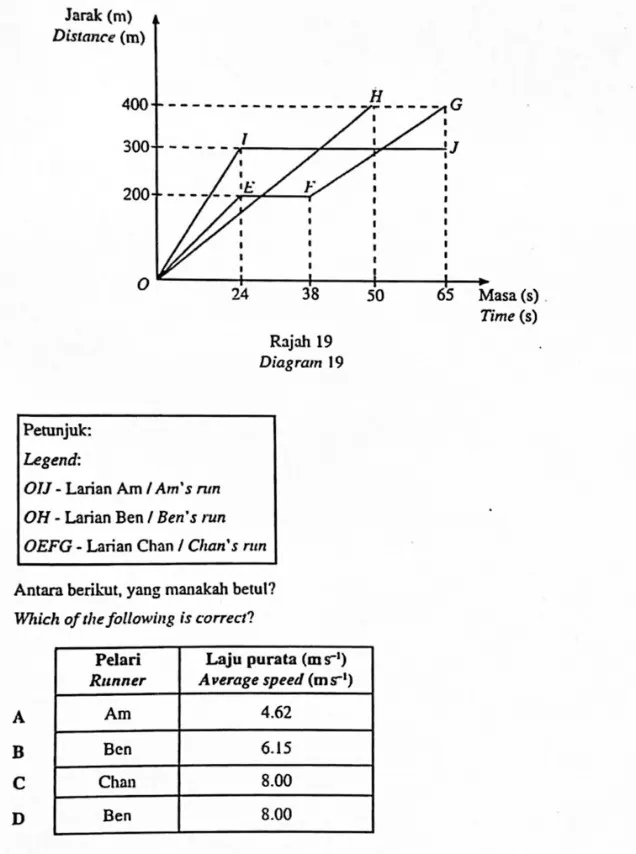 Jarak (m)
Distance (m)
400
300
200
H
G
I
J
E
F
O
24 38 50 65 Masa (s)
Time (s)
Rajah 19
Diagram 19
Petunjuk:
Legend:
OIJ - Larian Am / Am's run
OH - Larian Ben / Ben's run
OEFG - Larian Chan / Chan's run
Antara berikut, yang manakah betul?
Which of the following is correct?
Pelari Laju purata (m s⁻¹)
Runner Average speed (m s⁻¹)
A Am 4.62
B Ben 6.15
C Chan 8.00
D Ben 8.00